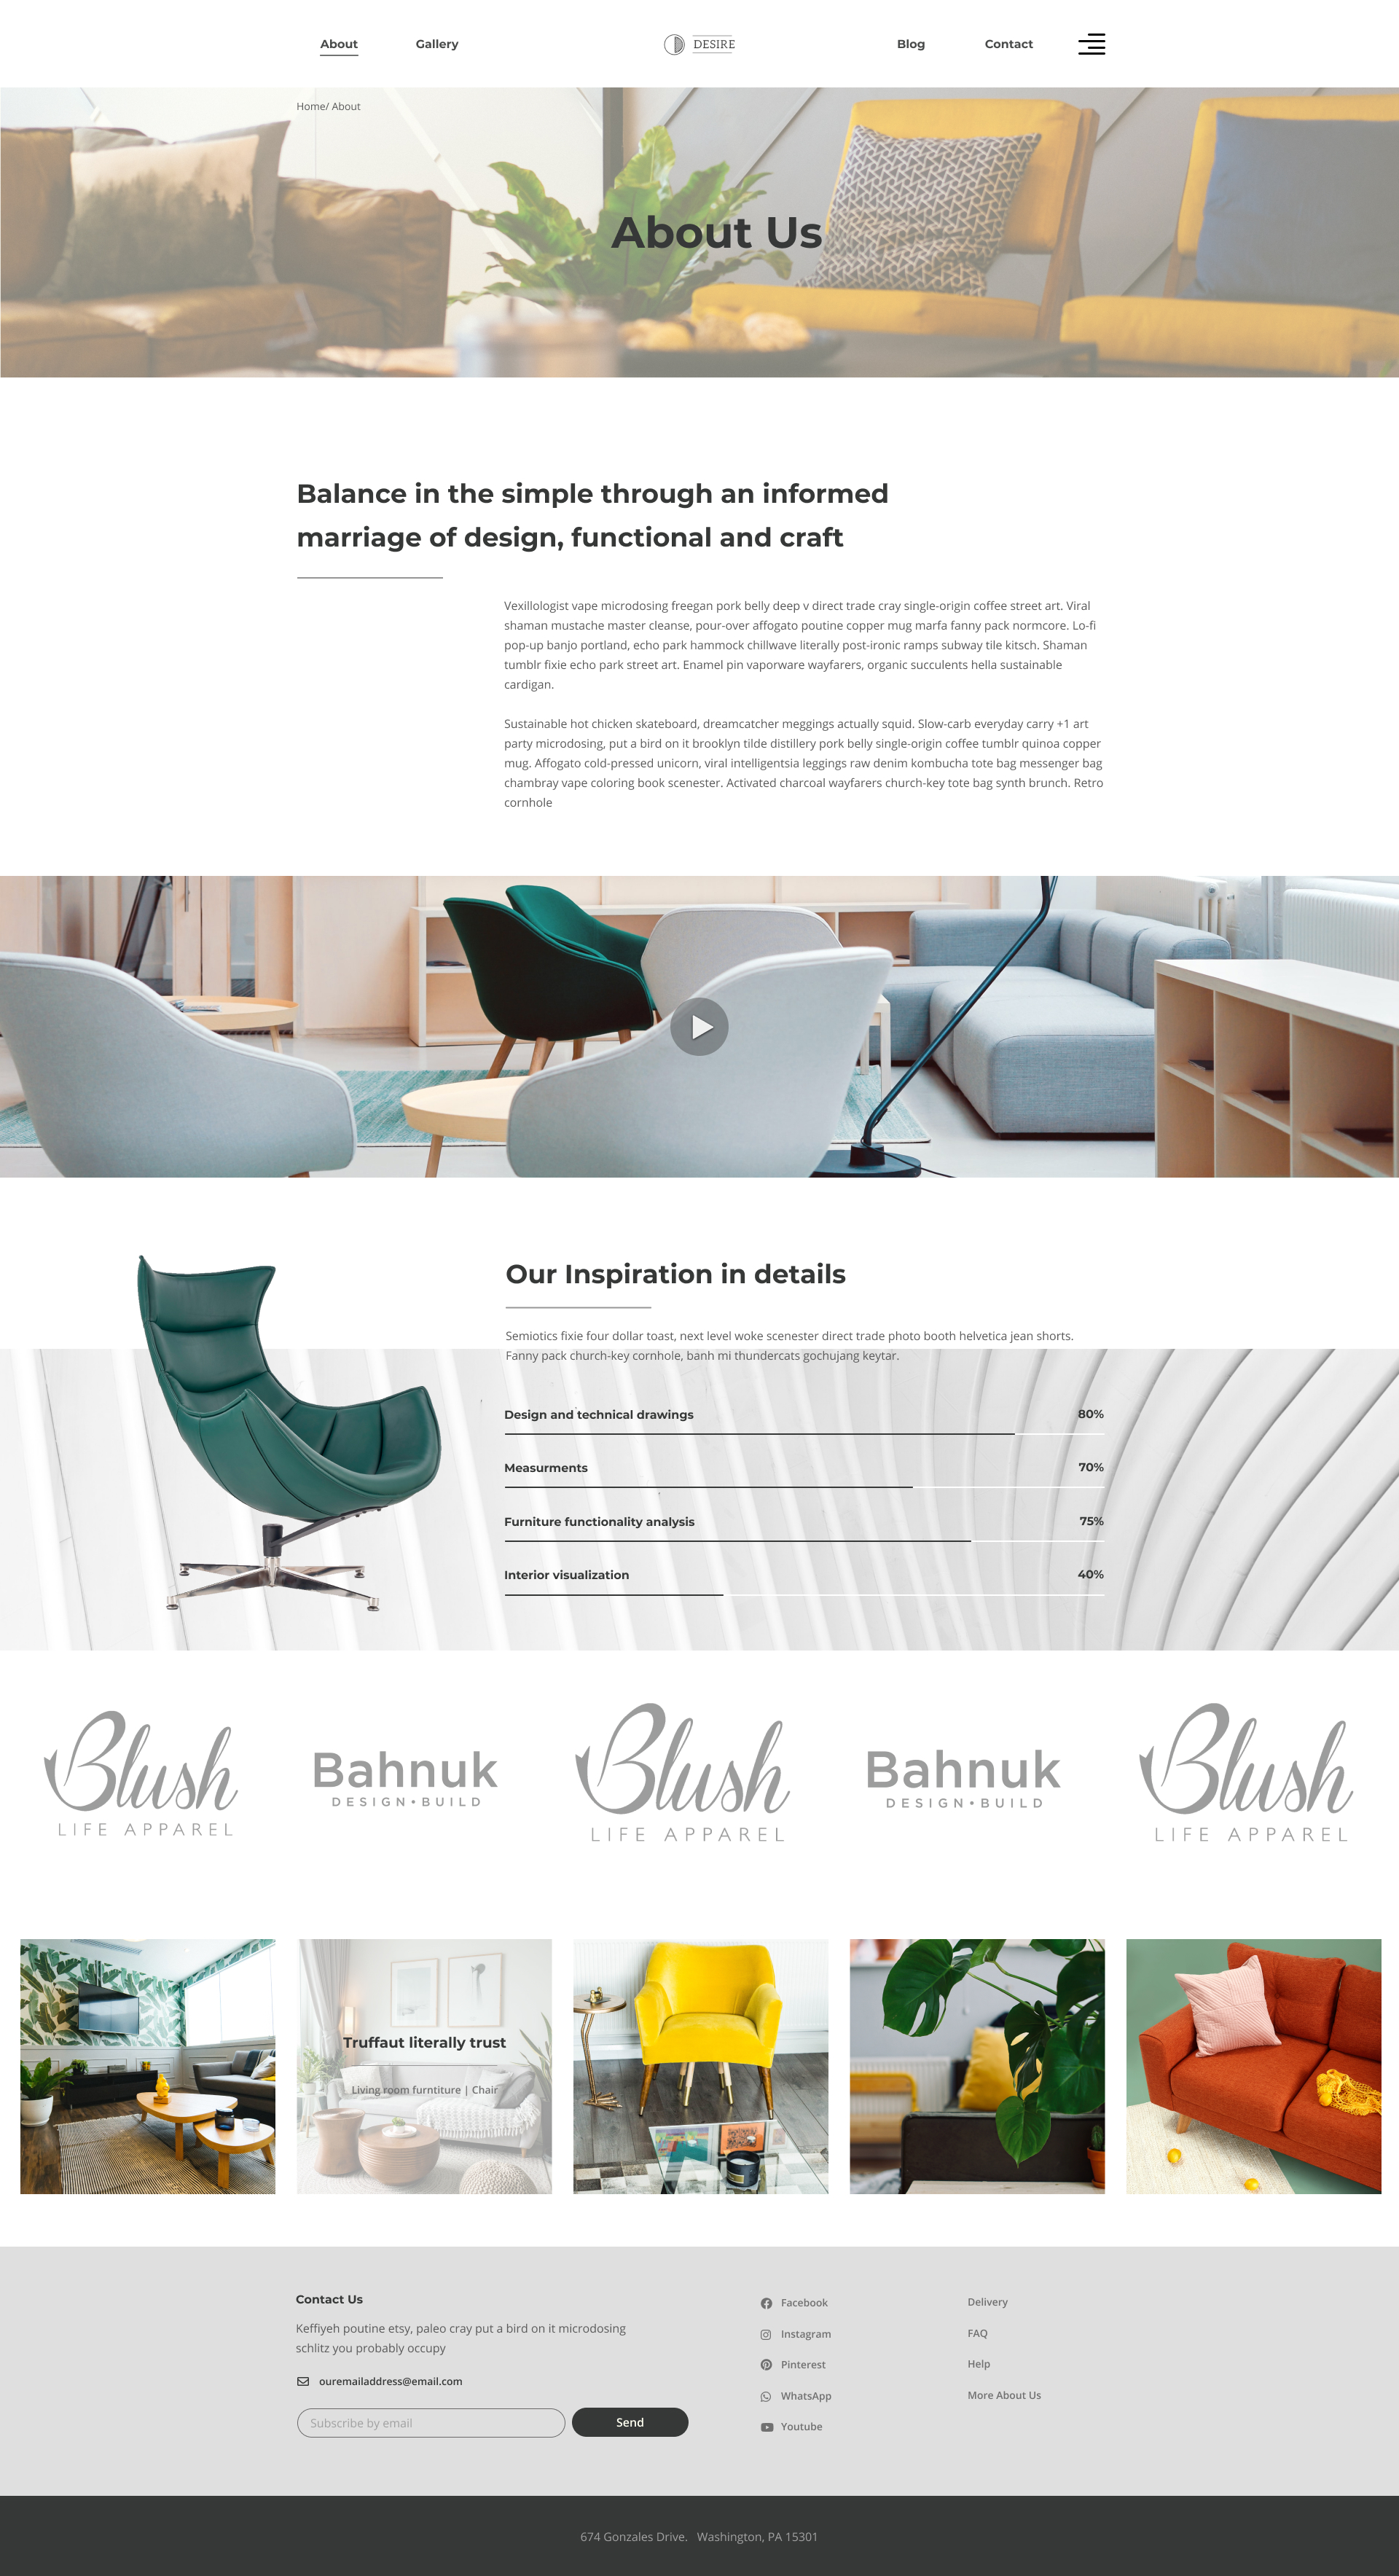 About
Gallery
DESIRE
Blog
Contact
Home/ About
About Us
Balance in the simple through an informed
marriage of design, functional and craft
Vexillologist vape microdosing freegan pork belly deep v direct trade cray single-origin coffee street art. Viral
shaman mustache master cleanse, pour-over affogato poutine copper mug marfa fanny pack normcore. Lo-fi
pop-up banjo portland, echo park hammock chillwave literally post-ironic ramps subway tile kitsch. Shaman
tumblr fixie echo park street art. Enamel pin vaporware wayfarers, organic succulents hella sustainable
cardigan.
Sustainable hot chicken skateboard, dreamcatcher meggings actually squid. Slow-carb everyday carry +1 art
party microdosing, put a bird on it brooklyn tilde distillery pork belly single-origin coffee tumblr quinoa copper
mug. Affogato cold-pressed unicorn, viral intelligentsia leggings raw denim kombucha tote bag messenger bag
chambray vape coloring book scenester. Activated charcoal wayfarers church-key tote bag synth brunch. Retro
cornhole
Our Inspiration in details
Semiotics fixie four dollar toast, next level woke scenester direct trade photo booth helvetica jean shorts.
Fanny pack church-key cornhole, banh mi thundercats gochujang keytar.
Design and technical drawings 80%
Measurments 70%
Furniture functionality analysis 75%
Interior visualization 40%
Blush
LIFE APPAREL
Bahnuk
DESIGN•BUILD
Blush
LIFE APPAREL
Bahnuk
DESIGN•BUILD
Blush
LIFE APPAREL
Truffaut literally trust
Living room furntiture | Chair
Contact Us
Keffiyeh poutine etsy, paleo cray put a bird on it microdosing
schlitz you probably occupy
ouremailaddress@email.com
Subscribe by email
Send
Facebook
Instagram
Pinterest
WhatsApp
Youtube
Delivery
FAQ
Help
More About Us
674 Gonzales Drive. Washington, PA 15301